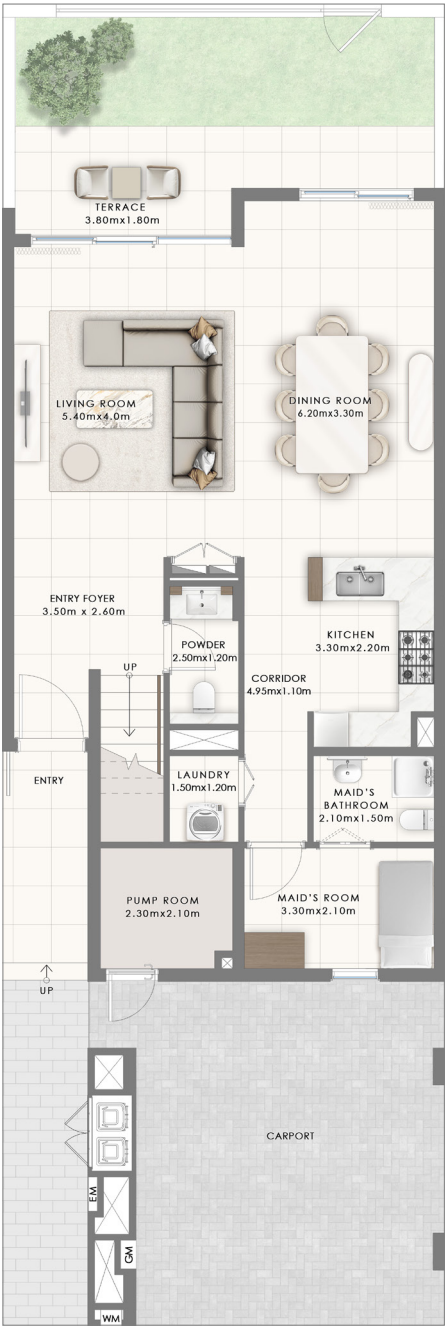 TERRACE
3.80mx1.80m
LIVING ROOM
5.40mx4.0m
DINING ROOM
6.20mx3.30m
ENTRY FOYER
3.50m x 2.60m
POWDER
2.50mx1.20m
KITCHEN
3.30mx2.20m
UP
CORRIDOR
4.95mx1.10m
ENTRY
LAUNDRY
1.50mx1.20m
MAID'S
BATHROOM
2.10mx1.50m
PUMP ROOM
2.30mx2.10m
MAID'S ROOM
3.30mx2.10m
UP
CARPORT
EM
GM
WM